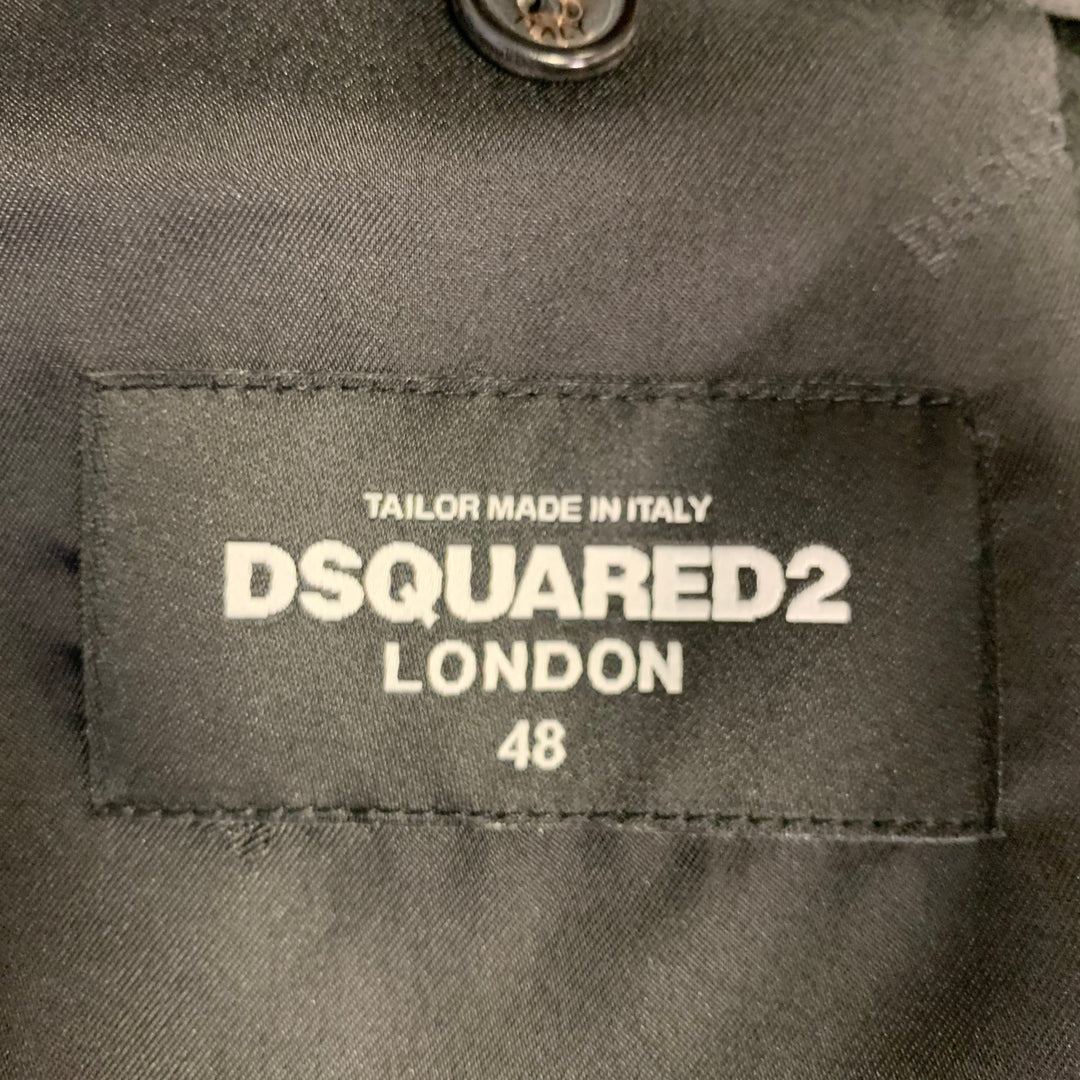 TAILOR MADE IN ITALY
DSQUARED2
LONDON
48